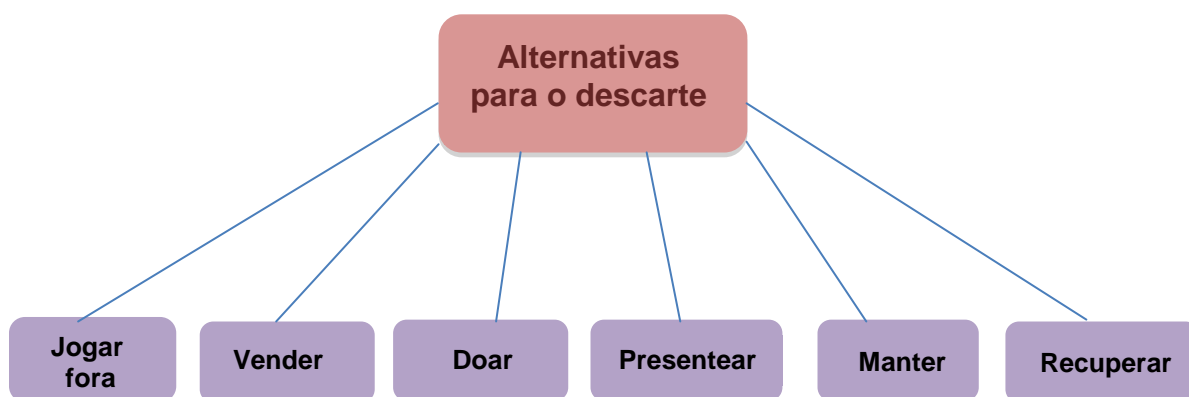 Alternativas
para o descarte
Jogar
fora
Vender
Doar
Presentear
Manter
Recuperar